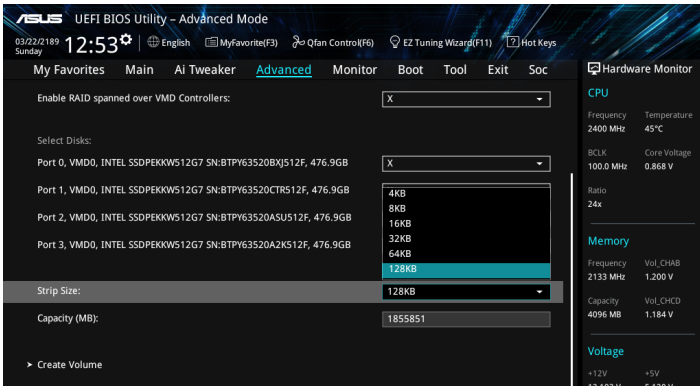 ASUS UEFI BIOS Utility – Advanced Mode
03/22/2189 Sunday 12:53 English MyFavorite(F3) Qfan Control(F6) EZ Tuning Wizard(F11) ? Hot Keys
My Favorites Main Ai Tweaker Advanced Monitor Boot Tool Exit Soc
Enable RAID spanned over VMD Controllers: X
Select Disks:
Port 0, VMD0, INTEL SSDPEKKW512G7 SN:BTPY63520BXJ512F, 476.9GB X
Port 1, VMD0, INTEL SSDPEKKW512G7 SN:BTPY63520CTR512F, 476.9GB
Port 2, VMD0, INTEL SSDPEKKW512G7 SN:BTPY63520ASU512F, 476.9GB
Port 3, VMD0, INTEL SSDPEKKW512G7 SN:BTPY63520A2K512F, 476.9GB
4KB
8KB
16KB
32KB
64KB
128KB
Strip Size: 128KB
Capacity (MB): 1855851
> Create Volume
Hardware Monitor
CPU
Frequency Temperature
2400 MHz 45°C
BCLK Core Voltage
100.0 MHz 0.868 V
Ratio
24x
Memory
Frequency Vol_CHAB
2133 MHz 1.200 V
Capacity Vol_CHCD
4096 MB 1.184 V
Voltage
+12V +5V